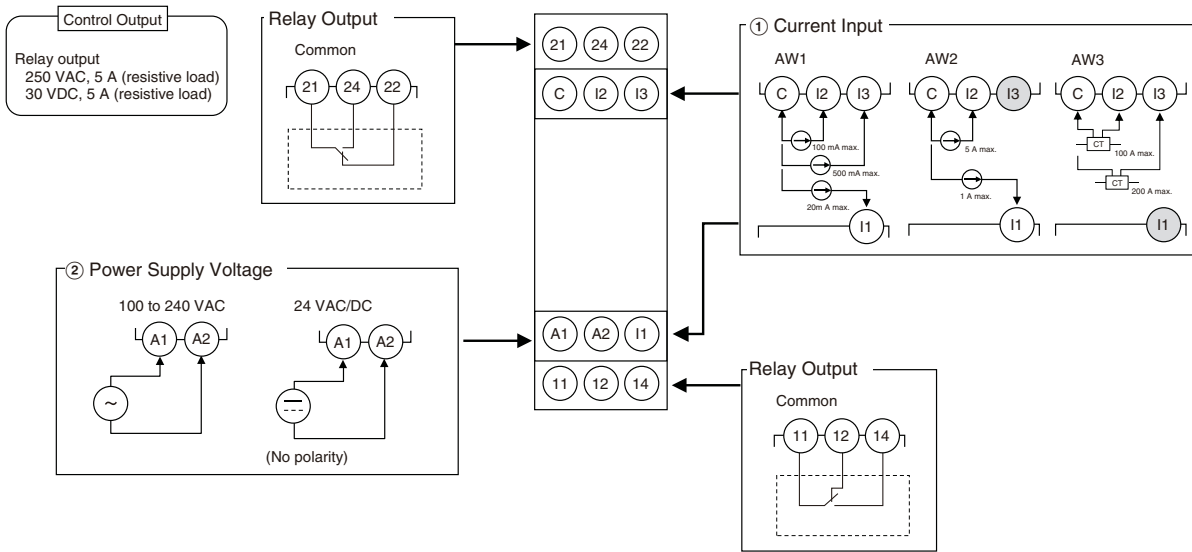 Control Output
Relay output
250 VAC, 5 A (resistive load)
30 VDC, 5 A (resistive load)
Relay Output
Common
21 24 22
21 24 22
C I2 I3
① Current Input
AW1
C I2 I3
100 mA max.
500 mA max.
20m A max.
I1
AW2
C I2 I3
5 A max.
1 A max.
I1
AW3
C I2 I3
CT
100 A max.
CT
200 A max.
I1
② Power Supply Voltage
100 to 240 VAC
A1 A2
~
24 VAC/DC
A1 A2
(No polarity)
A1 A2 I1
11 12 14
Relay Output
Common
11 12 14